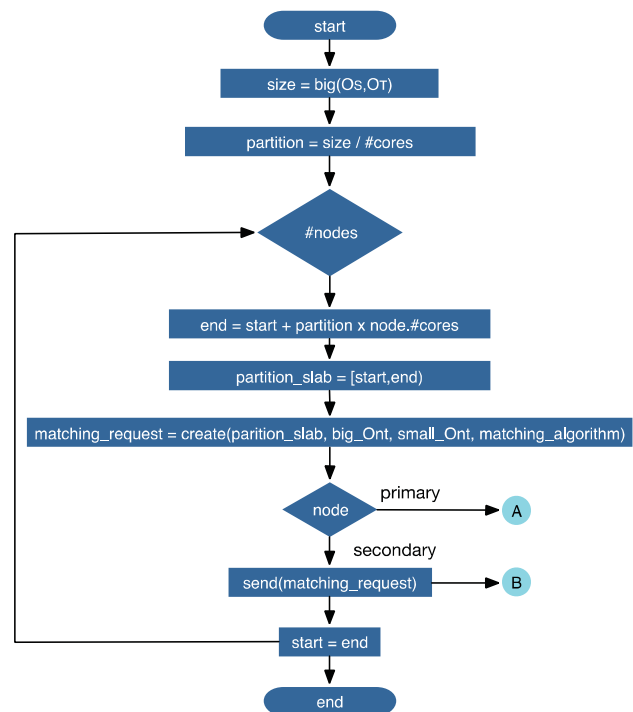 start
size = big(Os,OT)
partition = size / #cores
#nodes
end = start + partition x node.#cores
partition_slab = [start,end)
matching_request = create(parition_slab, big_Ont, small_Ont, matching_algorithm)
node
primary
A
secondary
send(matching_request)
B
start = end
end